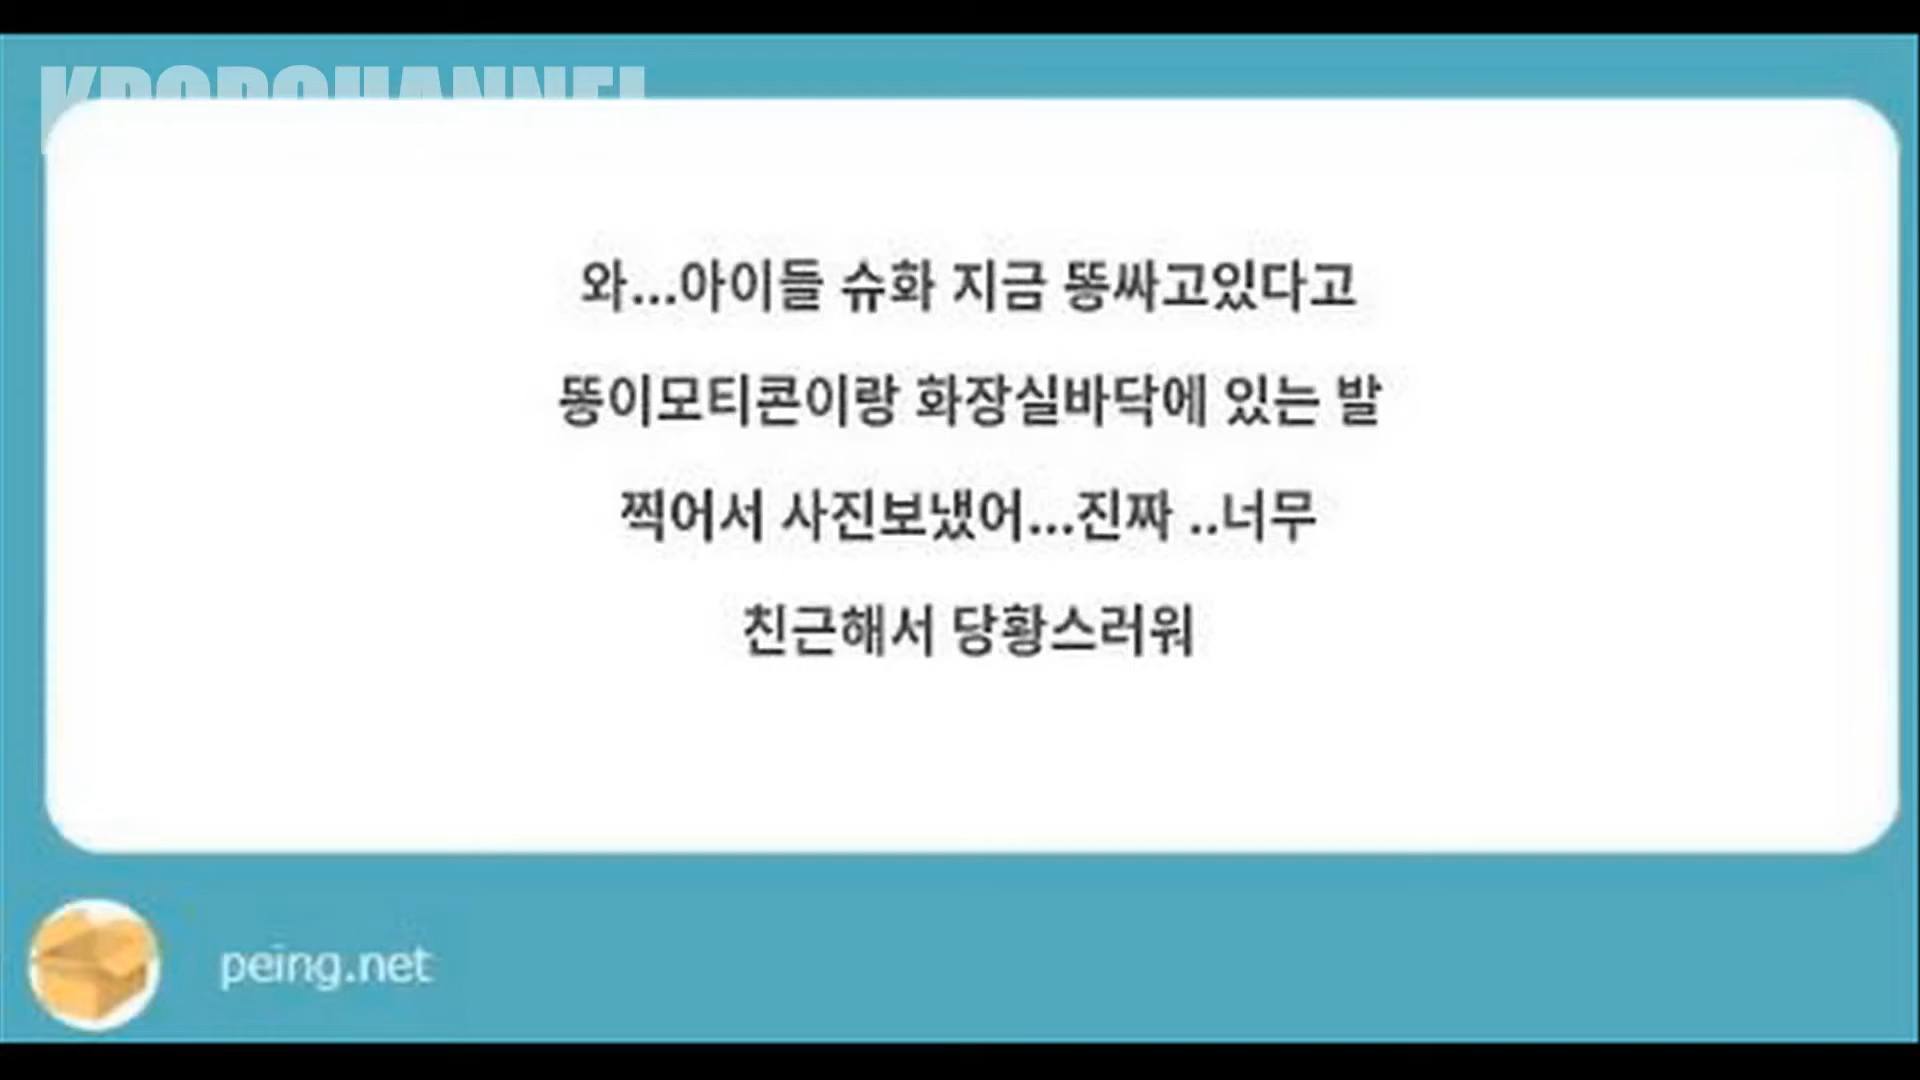 KPOPCHANNEL
와...아이들 슈화 지금 똥싸고있다고
똥이모티콘이랑 화장실바닥에 있는 발
찍어서 사진보냈어...진짜 ..너무
친근해서 당황스러워
peing.net